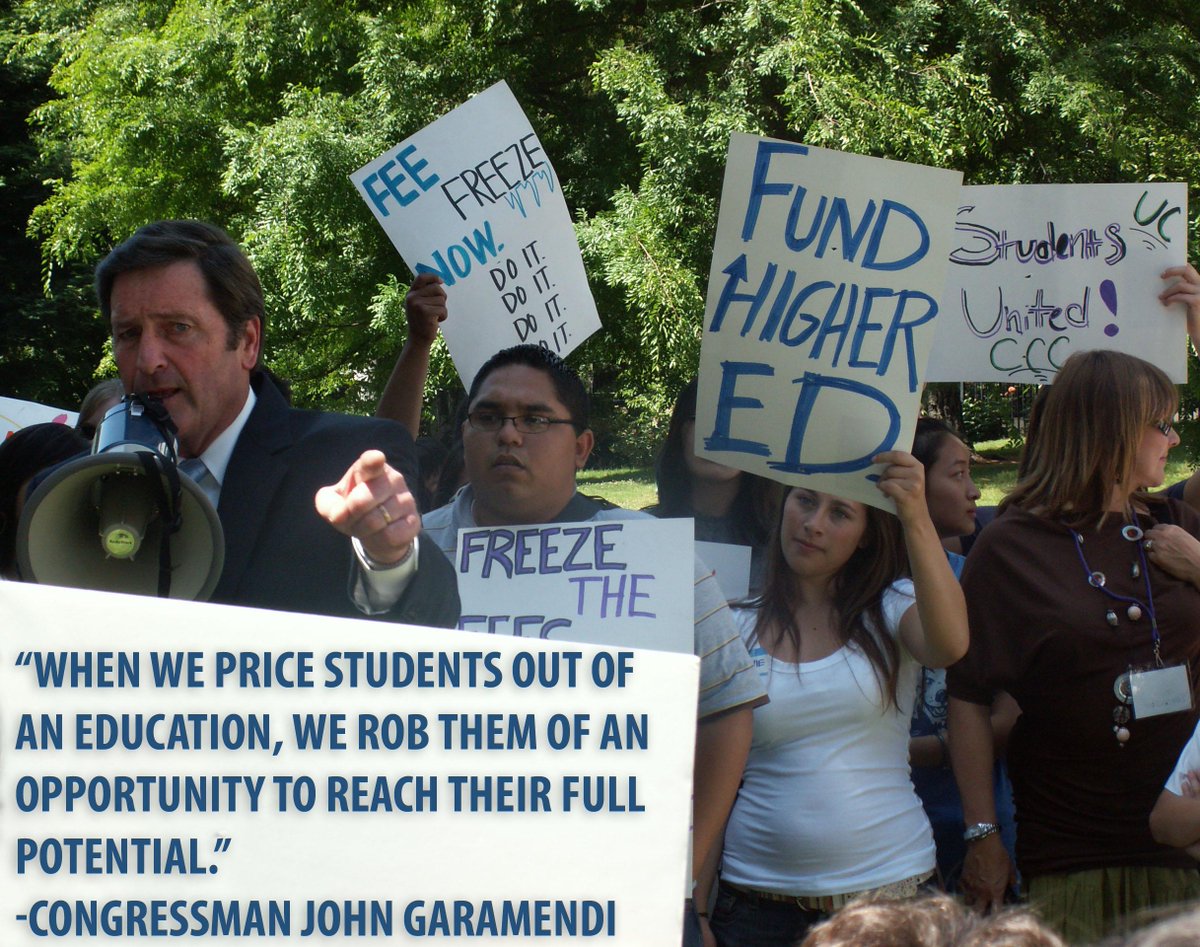 FEE
FREEZE
NOW.
DO IT.
DO IT.
DO IT.
DO IT.
FUND
HIGHER
ED
UC
Students
United!
CCC
FREEZE
THE
FEES
“WHEN WE PRICE STUDENTS OUT OF
AN EDUCATION, WE ROB THEM OF AN
OPPORTUNITY TO REACH THEIR FULL
POTENTIAL.”
-CONGRESSMAN JOHN GARAMENDI